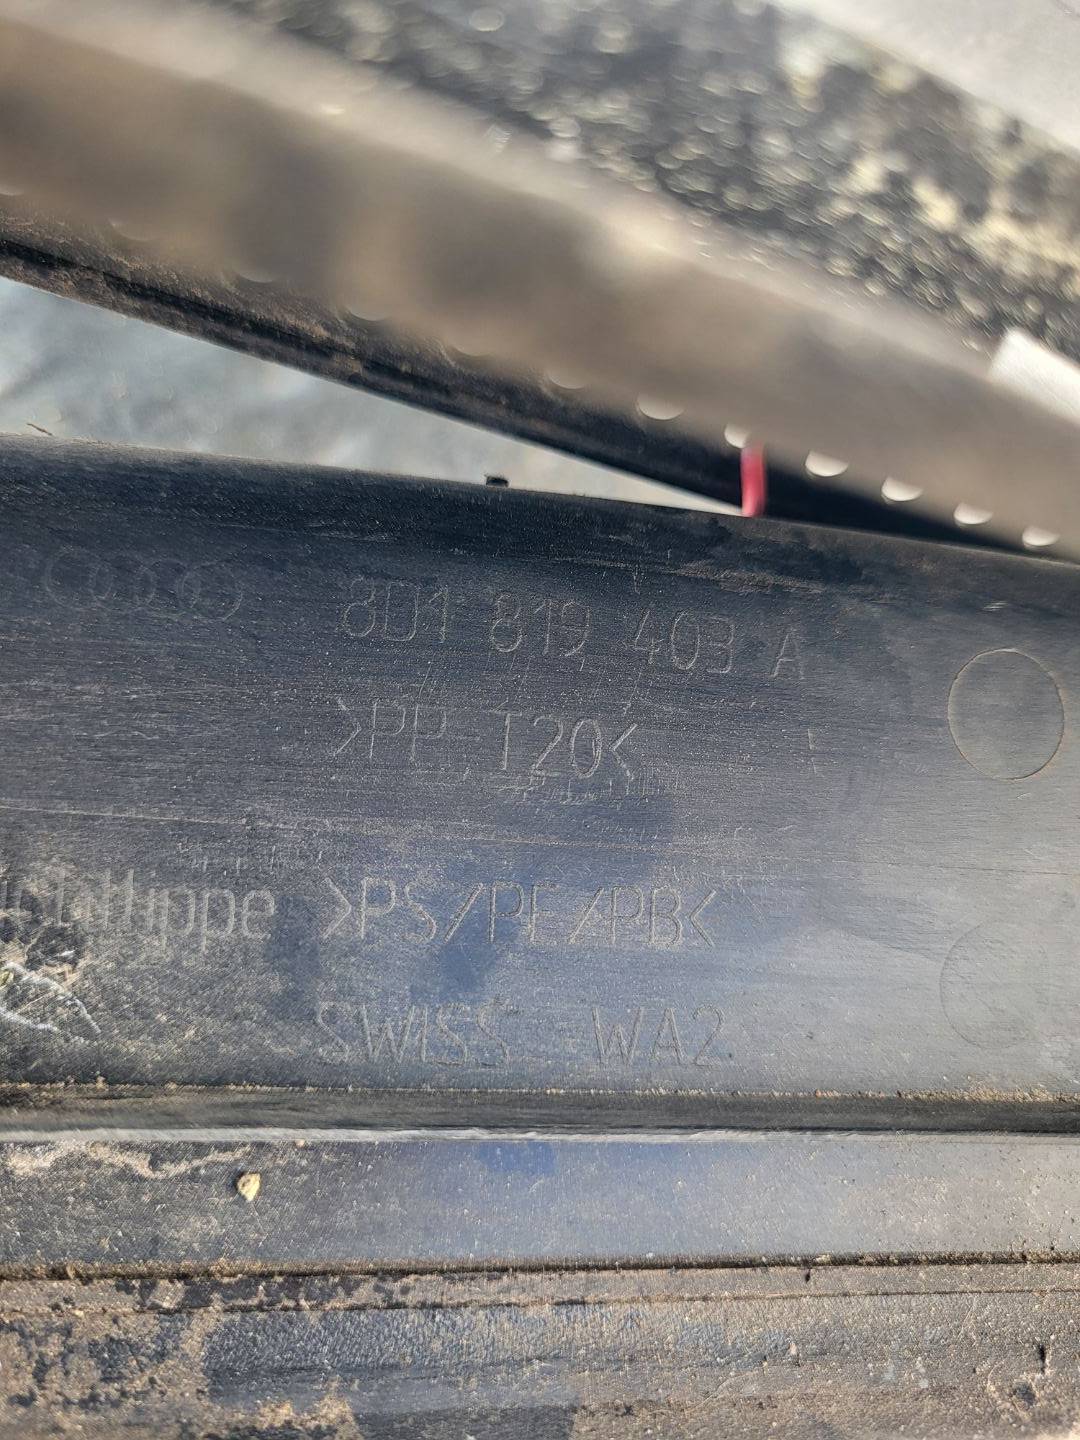 8D1 819 403 A
>PP T20<
>PS/PE/PB<
SWISS WA2